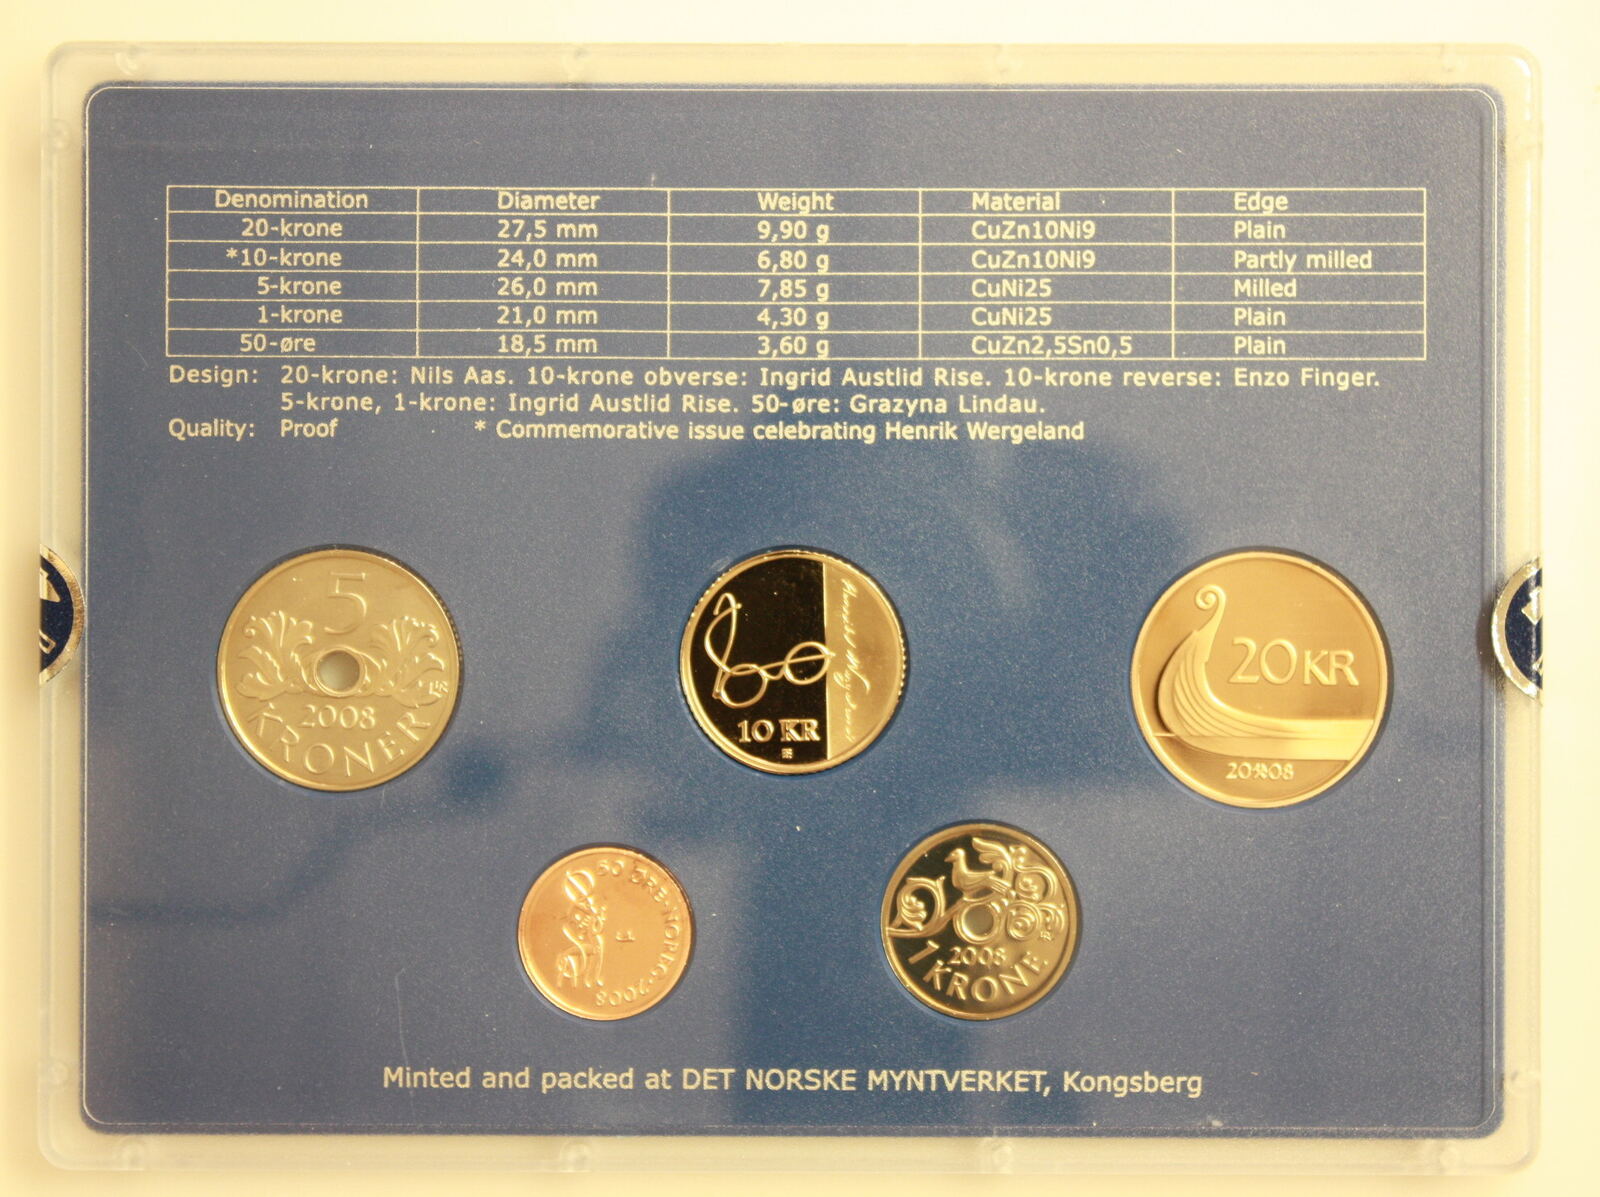 Denomination Diameter Weight Material Edge
20-krone 27,5 mm 9,90 g CuZn10Ni9 Plain
*10-krone 24,0 mm 6,80 g CuZn10Ni9 Partly milled
5-krone 26,0 mm 7,85 g CuNi25 Milled
1-krone 21,0 mm 4,30 g CuNi25 Plain
50-øre 18,5 mm 3,60 g CuZn2,5Sn0,5 Plain
Design: 20-krone: Nils Aas. 10-krone obverse: Ingrid Austlid Rise. 10-krone reverse: Enzo Finger.
5-krone, 1-krone: Ingrid Austlid Rise. 50-øre: Grazyna Lindau.
Quality: Proof * Commemorative issue celebrating Henrik Wergeland
5
2008
KRONER
10 KR
Henrik Wergeland
20 KR
20 08
50 ØRE·NOREG·2008
2008
1 KRONE
Minted and packed at DET NORSKE MYNTVERKET, Kongsberg